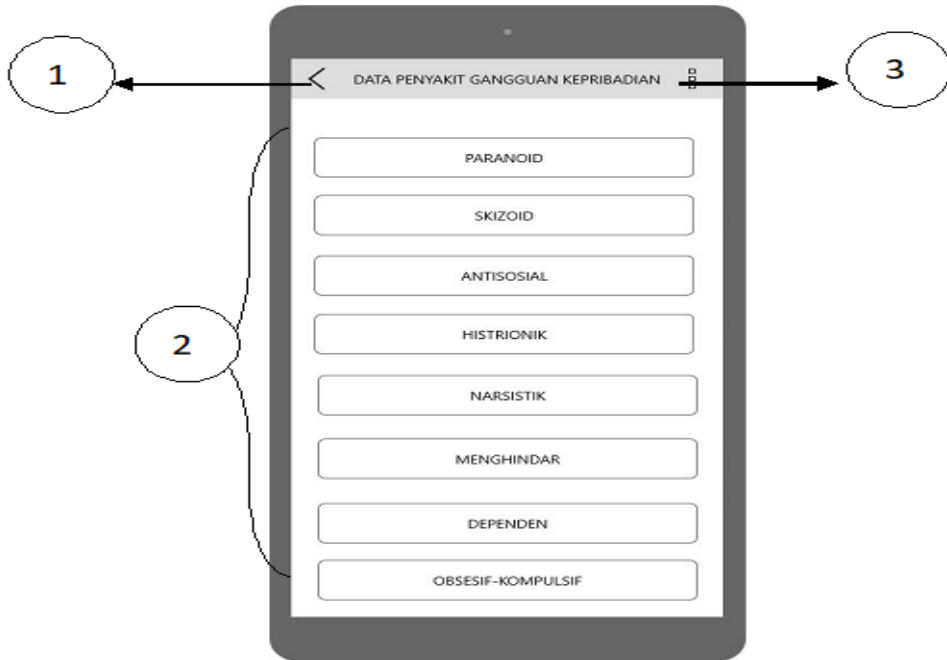 1
DATA PENYAKIT GANGGUAN KEPRIBADIAN
3
PARANOID
SKIZOID
ANTISOSIAL
HISTRIONIK
2
NARSISTIK
MENGHINDAR
DEPENDEN
OBSESIF-KOMPULSIF